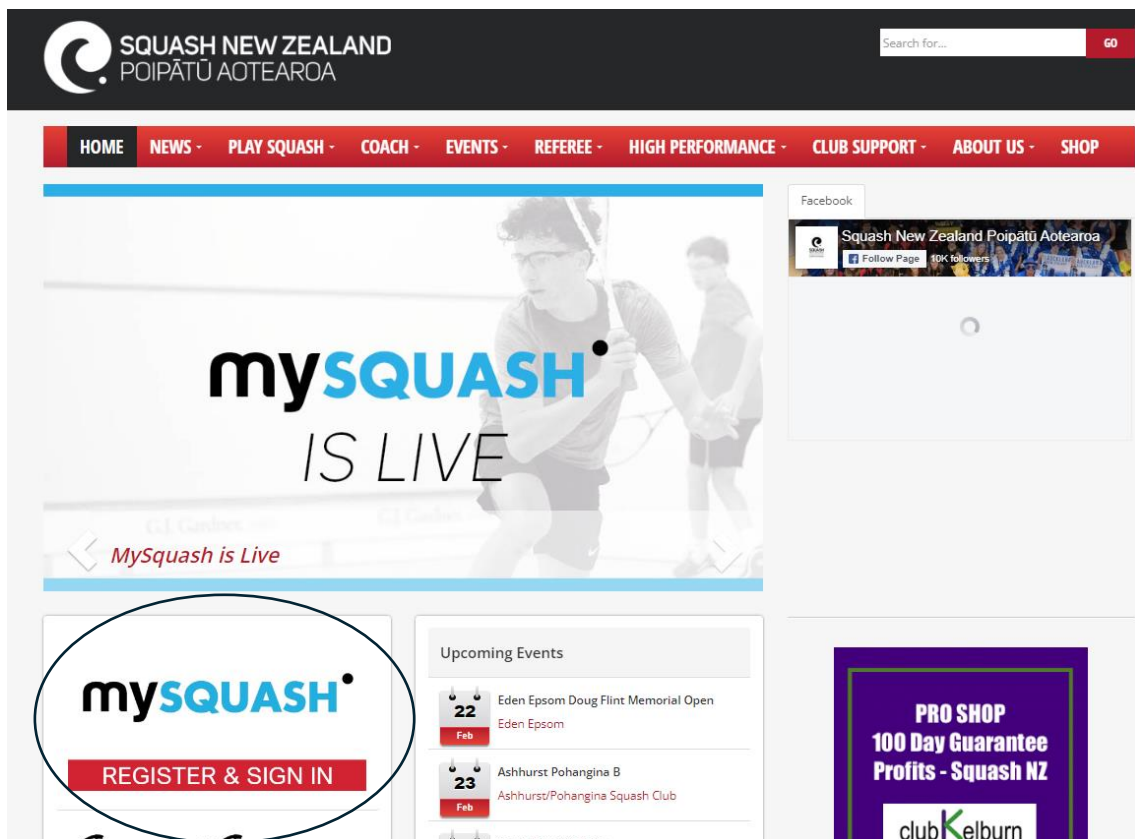 SQUASH NEW ZEALAND
POIPĀTŪ AOTEAROA
Search for...
GO
HOME NEWS PLAY SQUASH COACH EVENTS REFEREE HIGH PERFORMANCE CLUB SUPPORT ABOUT US SHOP
mySQUASH
IS LIVE
MySquash is Live
Facebook
Squash New Zealand Poipātū Aotearoa
Follow Page 10K followers
mySQUASH
REGISTER & SIGN IN
Upcoming Events
22
Feb
Eden Epsom Doug Flint Memorial Open
Eden Epsom
23
Feb
Ashhurst Pohangina B
Ashhurst/Pohangina Squash Club
PRO SHOP
100 Day Guarantee
Profits - Squash NZ
club Kelburn